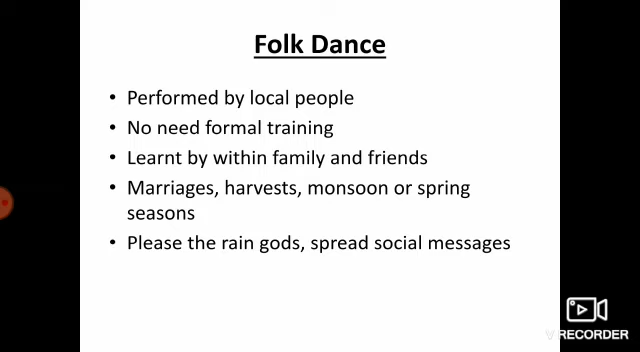 Folk Dance
• Performed by local people
• No need formal training
• Learnt by within family and friends
• Marriages, harvests, monsoon or spring
seasons
• Please the rain gods, spread social messages
V RECORDER